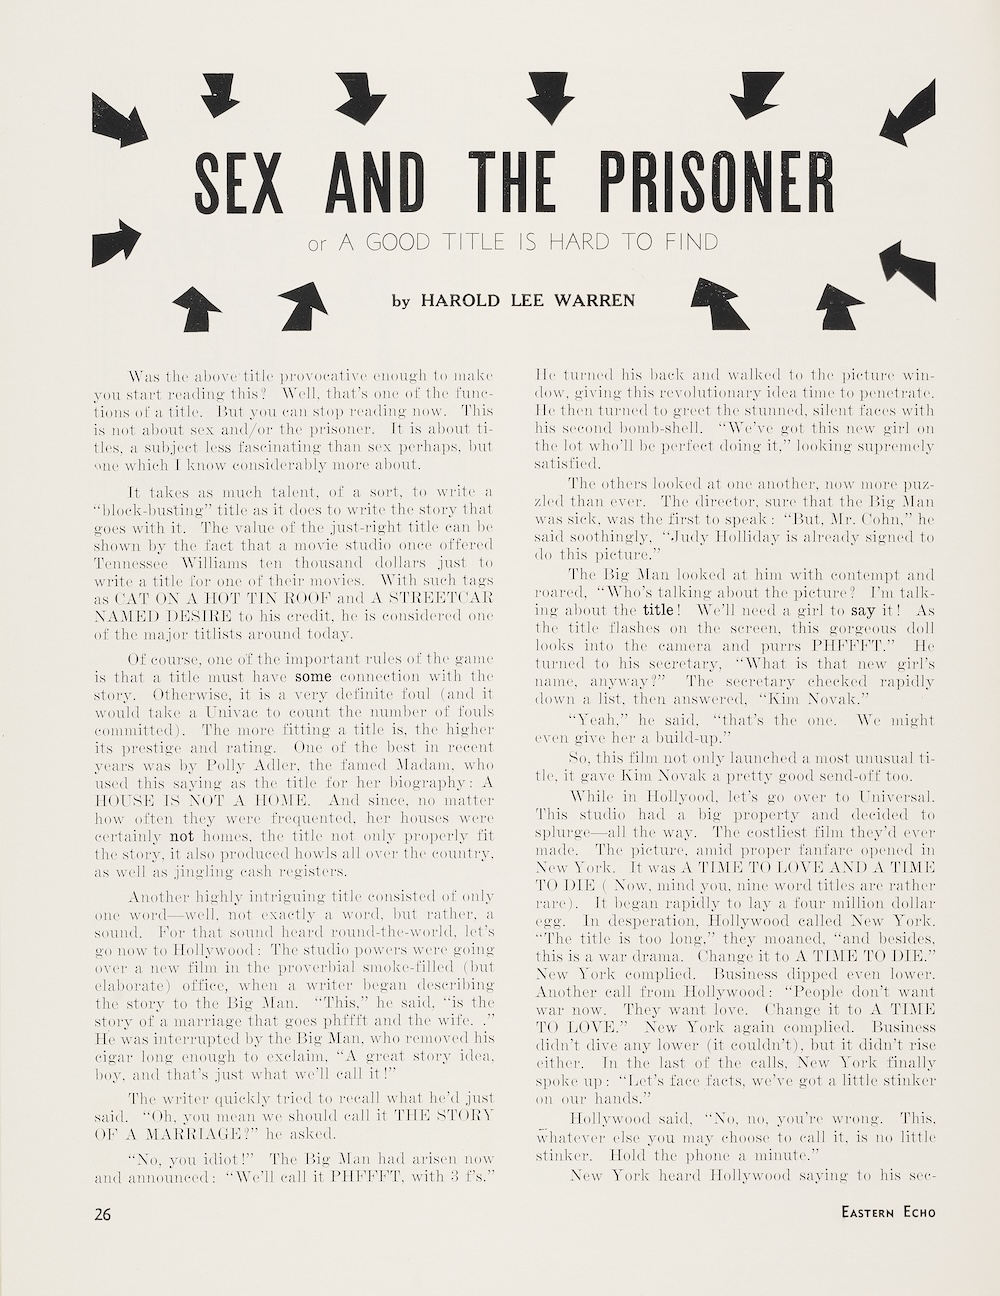 SEX AND THE PRISONER
or A GOOD TITLE IS HARD TO FIND
by HAROLD LEE WARREN
Was the above title provocative enough to make
you start reading this? Well, that's one of the func-
tions of a title. But you can stop reading now. This
is not about sex and/or the prisoner. It is about ti-
tles, a subject less fascinating than sex perhaps, but
one which I know considerably more about.
It takes as much talent, of a sort, to write a
"block-busting" title as it does to write the story that
goes with it. The value of the just-right title can be
shown by the fact that a movie studio once offered
Tennessee Williams ten thousand dollars just to
write a title for one of their movies. With such tags
as CAT ON A HOT TIN ROOF and A STREETCAR
NAMED DESIRE to his credit, he is considered one
of the major titlists around today.
Of course, one of the important rules of the game
is that a title must have some connection with the
story. Otherwise, it is a very definite foul (and it
would take a Univac to count the number of fouls
committed). The more fitting a title is, the higher
its prestige and rating. One of the best in recent
years was by Polly Adler, the famed Madam, who
used this saying as the title for her biography: A
HOUSE IS NOT A HOME. And since, no matter
how often they were frequented, her houses were
certainly not homes, the title not only properly fit
the story, it also produced howls all over the country,
as well as jingling cash registers.
Another highly intriguing title consisted of only
one word—well, not exactly a word, but rather, a
sound. For that sound heard round-the-world, let's
go now to Hollywood: The studio powers were going
over a new film in the proverbial smoke-filled (but
elaborate) office, when a writer began describing
the story to the Big Man. "This," he said, "is the
story of a marriage that goes phffft and the wife. ."
He was interrupted by the Big Man, who removed his
cigar long enough to exclaim, "A great story idea,
boy, and that's just what we'll call it!"
The writer quickly tried to recall what he'd just
said. "Oh, you mean we should call it THE STORY
OF A MARRIAGE?" he asked.
"No, you idiot!" The Big Man had arisen now
and announced: "We'll call it PHFFFT, with 3 f's."
He turned his back and walked to the picture win-
dow, giving this revolutionary idea time to penetrate.
He then turned to greet the stunned, silent faces with
his second bomb-shell. "We've got this new girl on
the lot who'll be perfect doing it," looking supremely
satisfied.
The others looked at one another, now more puz-
zled than ever. The director, sure that the Big Man
was sick, was the first to speak: "But, Mr. Cohn," he
said soothingly, "Judy Holliday is already signed to
do this picture."
The Big Man looked at him with contempt and
roared, "Who's talking about the picture? I'm talk-
ing about the title! We'll need a girl to say it! As
the title flashes on the screen, this gorgeous doll
looks into the camera and purrs PHFFFT." He
turned to his secretary, "What is that new girl's
name, anyway?" The secretary checked rapidly
down a list, then answered, "Kim Novak."
"Yeah," he said, "that's the one. We might
even give her a build-up."
So, this film not only launched a most unusual ti-
tle, it gave Kim Novak a pretty good send-off too.
While in Hollyood, let's go over to Universal.
This studio had a big property and decided to
splurge—all the way. The costliest film they'd ever
made. The picture, amid proper fanfare opened in
New York. It was A TIME TO LOVE AND A TIME
TO DIE ( Now, mind you, nine word titles are rather
rare). It began rapidly to lay a four million dollar
egg. In desperation, Hollywood called New York.
"The title is too long," they moaned, "and besides,
this is a war drama. Change it to A TIME TO DIE."
New York complied. Business dipped even lower.
Another call from Hollywood: "People don't want
war now. They want love. Change it to A TIME
TO LOVE." New York again complied. Business
didn't dive any lower (it couldn't), but it didn't rise
either. In the last of the calls, New York finally
spoke up: "Let's face facts, we've got a little stinker
on our hands."
Hollywood said, "No, no, you're wrong. This,
whatever else you may choose to call it, is no little
stinker. Hold the phone a minute."
New York heard Hollywood saying to his sec-
26
EASTERN ECHO